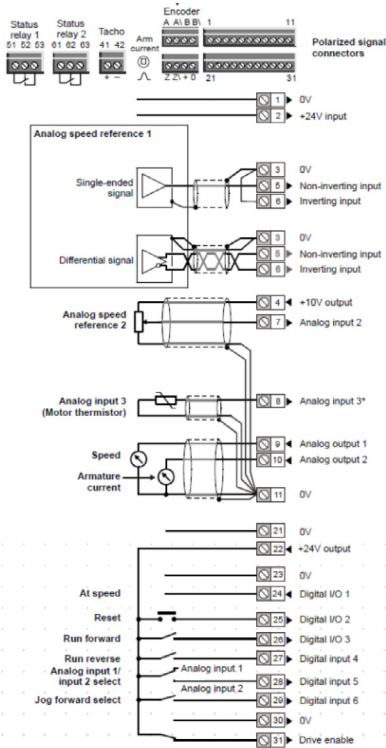 Status relay 1
51 52 53
Status relay 2
61 62 63
Tacho
41 42
+ −
Arm current
Encoder
A A\ B B\
Z Z\ + 0
1 11
21 31
Polarized signal connectors
1 0V
2 +24V input
Analog speed reference 1
Single-ended signal
3 0V
5 Non-inverting input
6 Inverting input
Differential signal
3 0V
5 Non-inverting input
6 Inverting input
Analog speed reference 2
4 +10V output
7 Analog input 2
Analog input 3 (Motor thermistor)
8 Analog input 3*
Speed
9 Analog output 1
Armature current
10 Analog output 2
11 0V
21 0V
22 +24V output
23 0V
At speed
24 Digital I/O 1
Reset
25 Digital I/O 2
Run forward
26 Digital I/O 3
Run reverse
27 Digital input 4
Analog input 1/ input 2 select
Analog input 1
28 Digital input 5
Analog input 2
Jog forward select
29 Digital input 6
30 0V
31 Drive enable